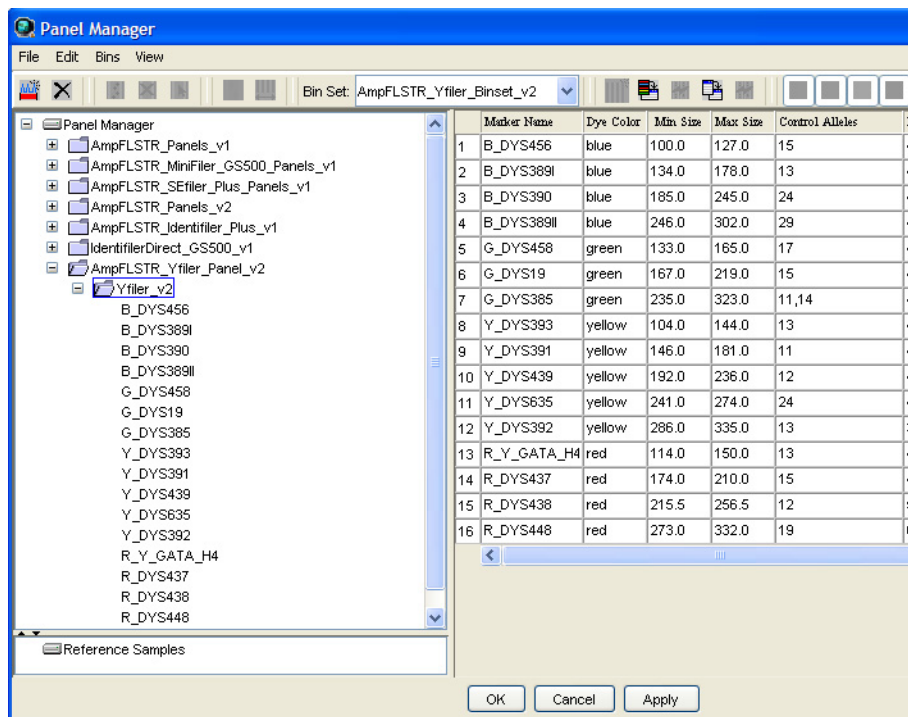 Panel Manager
File Edit Bins View
Bin Set: AmpFLSTR_Yfiler_Binset_v2
Panel Manager
AmpFLSTR_Panels_v1
AmpFLSTR_MiniFiler_GS500_Panels_v1
AmpFLSTR_SEfiler_Plus_Panels_v1
AmpFLSTR_Panels_v2
AmpFLSTR_Identifiler_Plus_v1
IdentifilerDirect_GS500_v1
AmpFLSTR_Yfiler_Panel_v2
Yfiler_v2
B_DYS456
B_DYS389I
B_DYS390
B_DYS389II
G_DYS458
G_DYS19
G_DYS385
Y_DYS393
Y_DYS391
Y_DYS439
Y_DYS635
Y_DYS392
R_Y_GATA_H4
R_DYS437
R_DYS438
R_DYS448
Reference Samples
Marker Name Dye Color Min Size Max Size Control Alleles
1 B_DYS456 blue 100.0 127.0 15
2 B_DYS389I blue 134.0 178.0 13
3 B_DYS390 blue 185.0 245.0 24
4 B_DYS389II blue 246.0 302.0 29
5 G_DYS458 green 133.0 165.0 17
6 G_DYS19 green 167.0 219.0 15
7 G_DYS385 green 235.0 323.0 11,14
8 Y_DYS393 yellow 104.0 144.0 13
9 Y_DYS391 yellow 146.0 181.0 11
10 Y_DYS439 yellow 192.0 236.0 12
11 Y_DYS635 yellow 241.0 274.0 24
12 Y_DYS392 yellow 286.0 335.0 13
13 R_Y_GATA_H4 red 114.0 150.0 13
14 R_DYS437 red 174.0 210.0 15
15 R_DYS438 red 215.5 256.5 12
16 R_DYS448 red 273.0 332.0 19
OK Cancel Apply